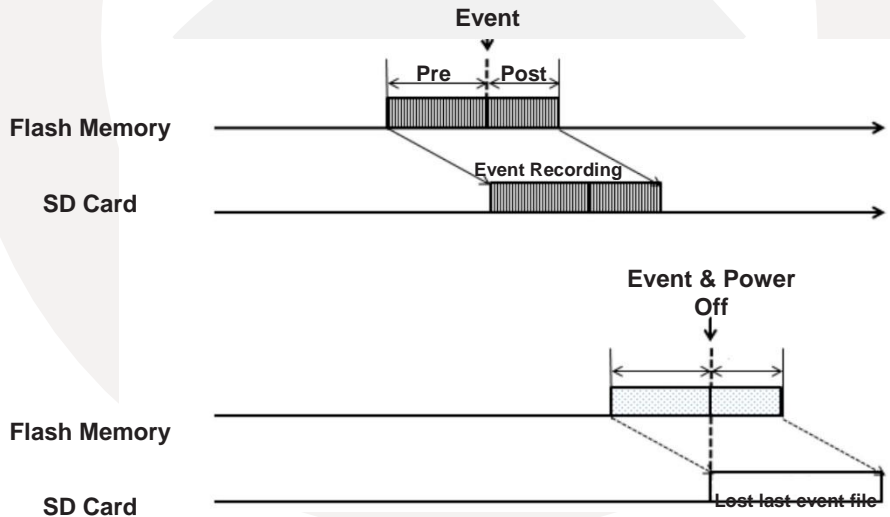 Event
Pre
Post
Flash Memory
Event Recording
SD Card
Event & Power
Off
Flash Memory
Lost last event file
SD Card